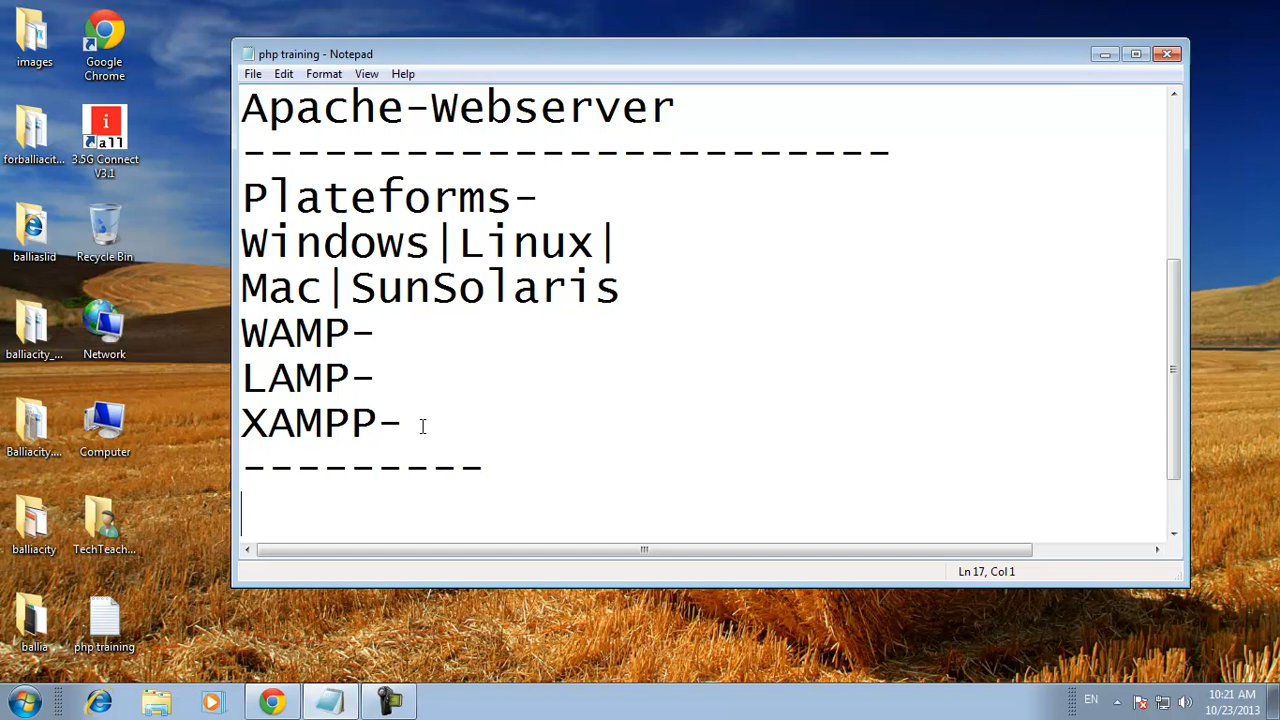 images
Google
Chrome
forballiacit...
all
3.5G Connect
V3.1
balliaslid
Recycle Bin
balliacity_...
Network
Balliacity....
Computer
balliacity
TechTeach...
ballia
php training
php training - Notepad
File Edit Format View Help
Apache-Webserver
------------------------
Plateforms-
Windows|Linux|
Mac|SunSolaris
WAMP-
LAMP-
XAMPP-
---------
Ln 17, Col 1
EN
10:21 AM
10/23/2013